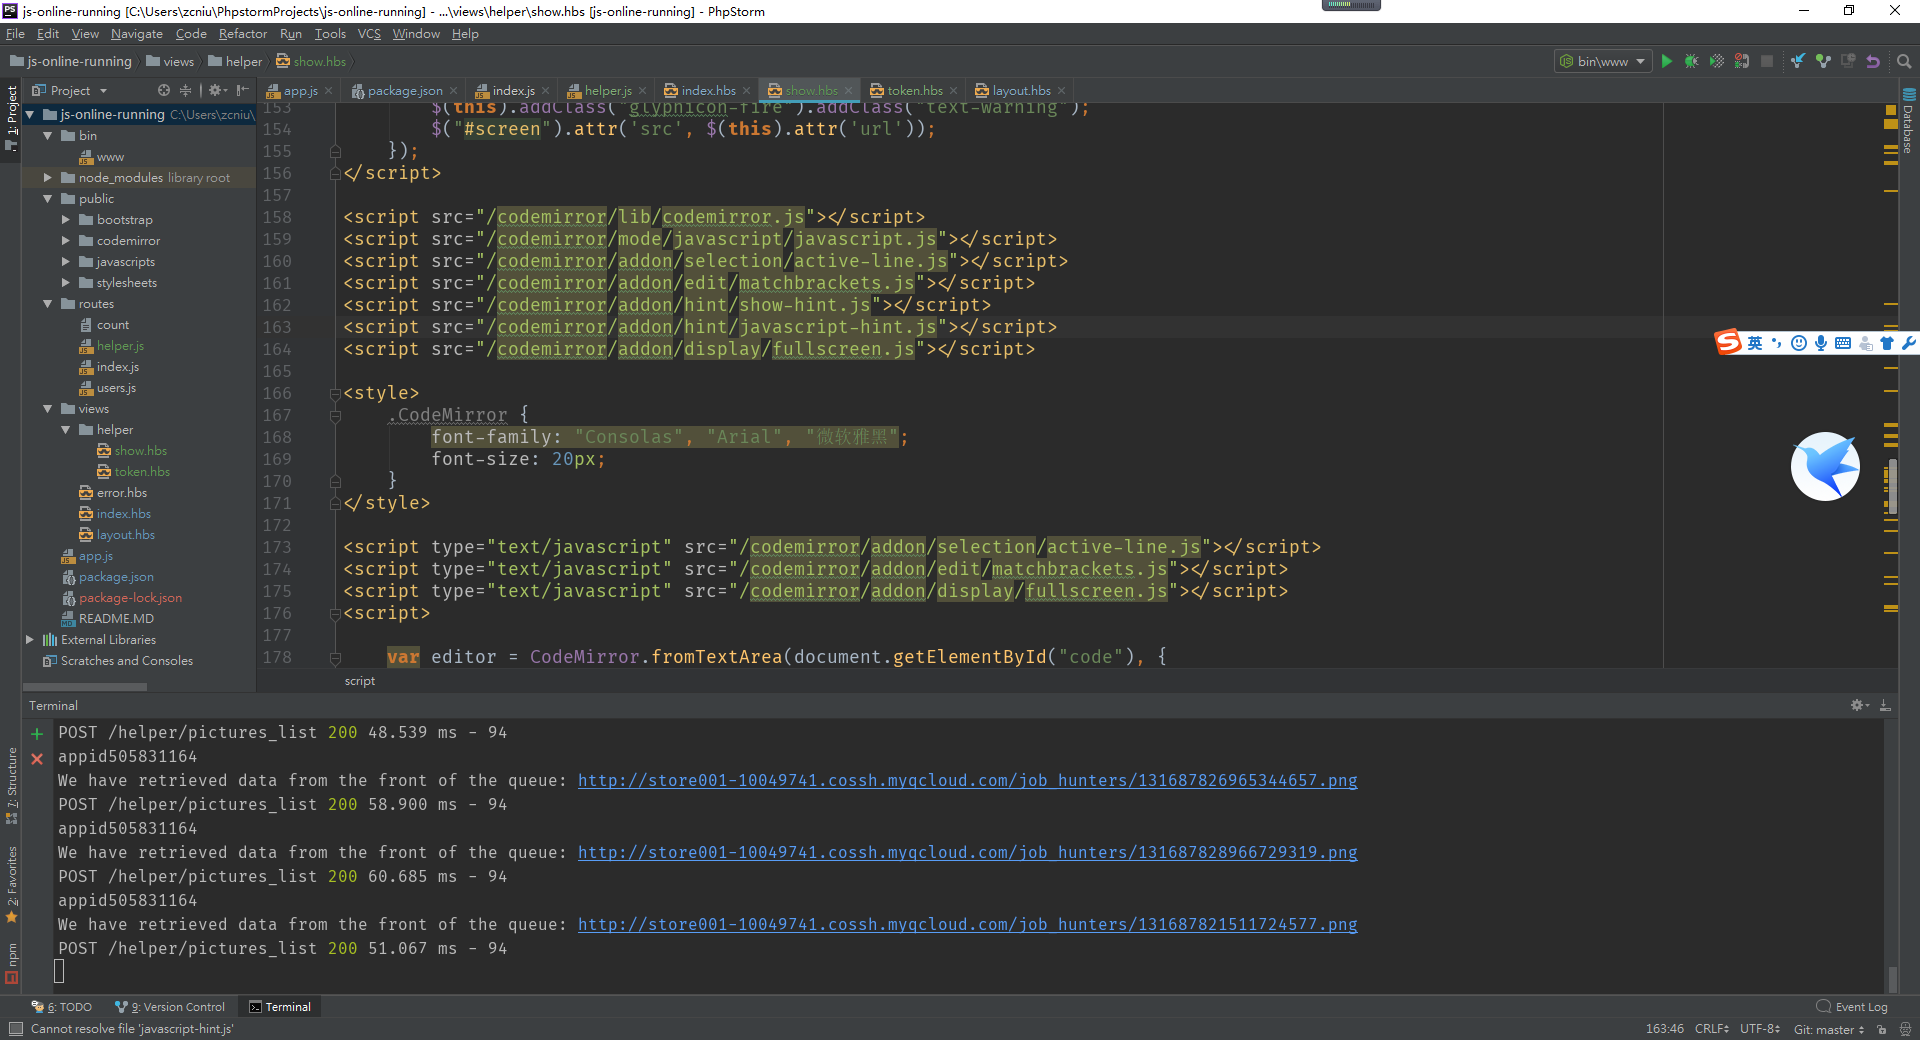 js-online-running [C:\Users\zcniu\PhpstormProjects\js-online-running] - ...\views\helper\show.hbs [js-online-running] - PhpStorm
File Edit View Navigate Code Refactor Run Tools VCS Window Help
js-online-running views helper show.hbs
bin\www
Project
app.js package.json index.js helper.js index.hbs show.hbs token.hbs layout.hbs
1: Project
Database
js-online-running C:\Users\zcniu\
bin
www
node_modules library root
public
bootstrap
codemirror
javascripts
stylesheets
routes
count
helper.js
index.js
users.js
views
helper
show.hbs
token.hbs
error.hbs
index.hbs
layout.hbs
app.js
package.json
package-lock.json
README.MD
External Libraries
Scratches and Consoles
153 $(this).addClass("glyphicon-fire").addClass("text-warning");
154 $("#screen").attr('src', $(this).attr('url'));
155 });
156 </script>
157
158 <script src="/codemirror/lib/codemirror.js"></script>
159 <script src="/codemirror/mode/javascript/javascript.js"></script>
160 <script src="/codemirror/addon/selection/active-line.js"></script>
161 <script src="/codemirror/addon/edit/matchbrackets.js"></script>
162 <script src="/codemirror/addon/hint/show-hint.js"></script>
163 <script src="/codemirror/addon/hint/javascript-hint.js"></script>
164 <script src="/codemirror/addon/display/fullscreen.js"></script>
165
166 <style>
167 .CodeMirror {
168 font-family: "Consolas", "Arial", "微软雅黑";
169 font-size: 20px;
170 }
171 </style>
172
173 <script type="text/javascript" src="/codemirror/addon/selection/active-line.js"></script>
174 <script type="text/javascript" src="/codemirror/addon/edit/matchbrackets.js"></script>
175 <script type="text/javascript" src="/codemirror/addon/display/fullscreen.js"></script>
176 <script>
177
178 var editor = CodeMirror.fromTextArea(document.getElementById("code"), {
script
S 英
Terminal
POST /helper/pictures_list 200 48.539 ms - 94
appid505831164
We have retrieved data from the front of the queue: http://store001-10049741.cossh.myqcloud.com/job_hunters/131687826965344657.png
POST /helper/pictures_list 200 58.900 ms - 94
appid505831164
We have retrieved data from the front of the queue: http://store001-10049741.cossh.myqcloud.com/job_hunters/131687828966729319.png
POST /helper/pictures_list 200 60.685 ms - 94
appid505831164
We have retrieved data from the front of the queue: http://store001-10049741.cossh.myqcloud.com/job_hunters/131687821511724577.png
POST /helper/pictures_list 200 51.067 ms - 94
7: Structure
2: Favorites
npm
6: TODO 9: Version Control Terminal Event Log
Cannot resolve file 'javascript-hint.js' 163:46 CRLF UTF-8 Git: master